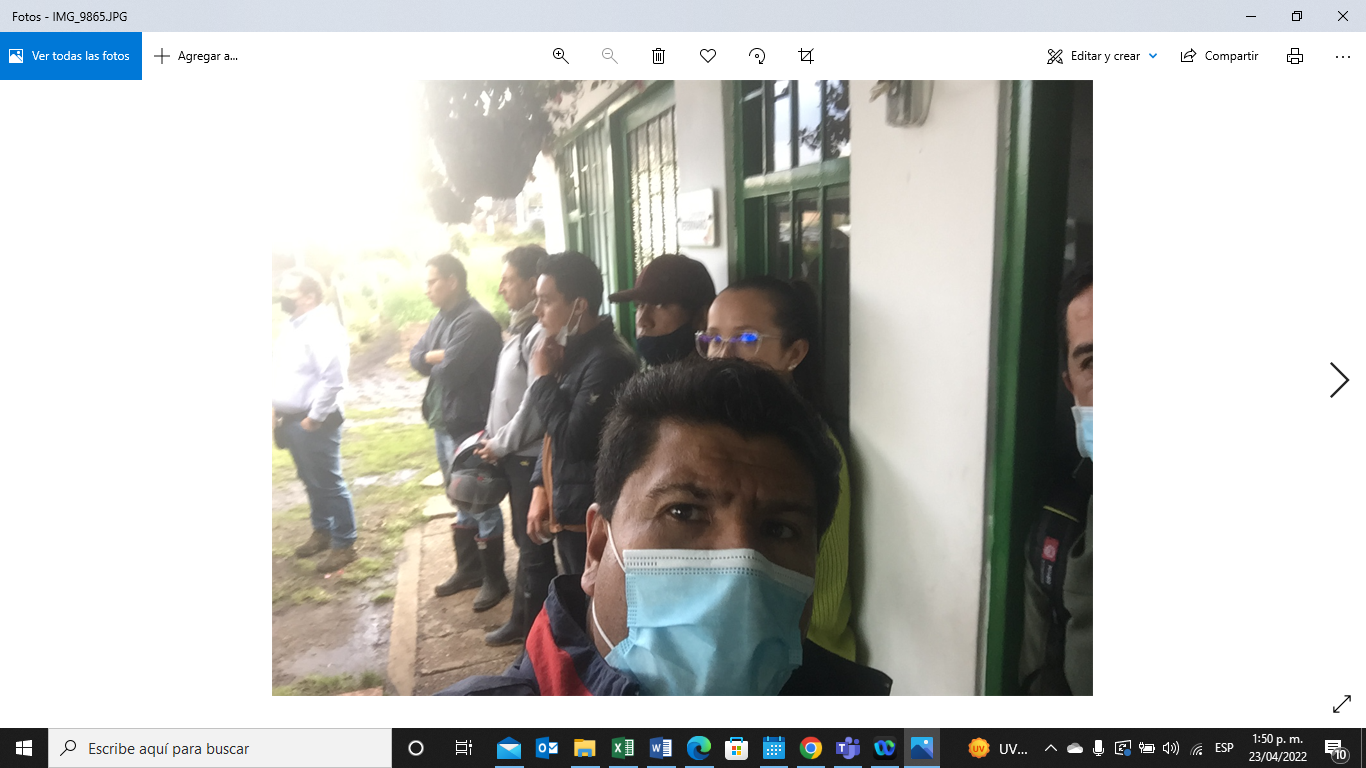 Fotos - IMG_9865.JPG
Ver todas las fotos
Agregar a...
Editar y crear
Compartir
Escribe aquí para buscar
UV
UV...
ESP
1:50 p. m.
23/04/2022
10